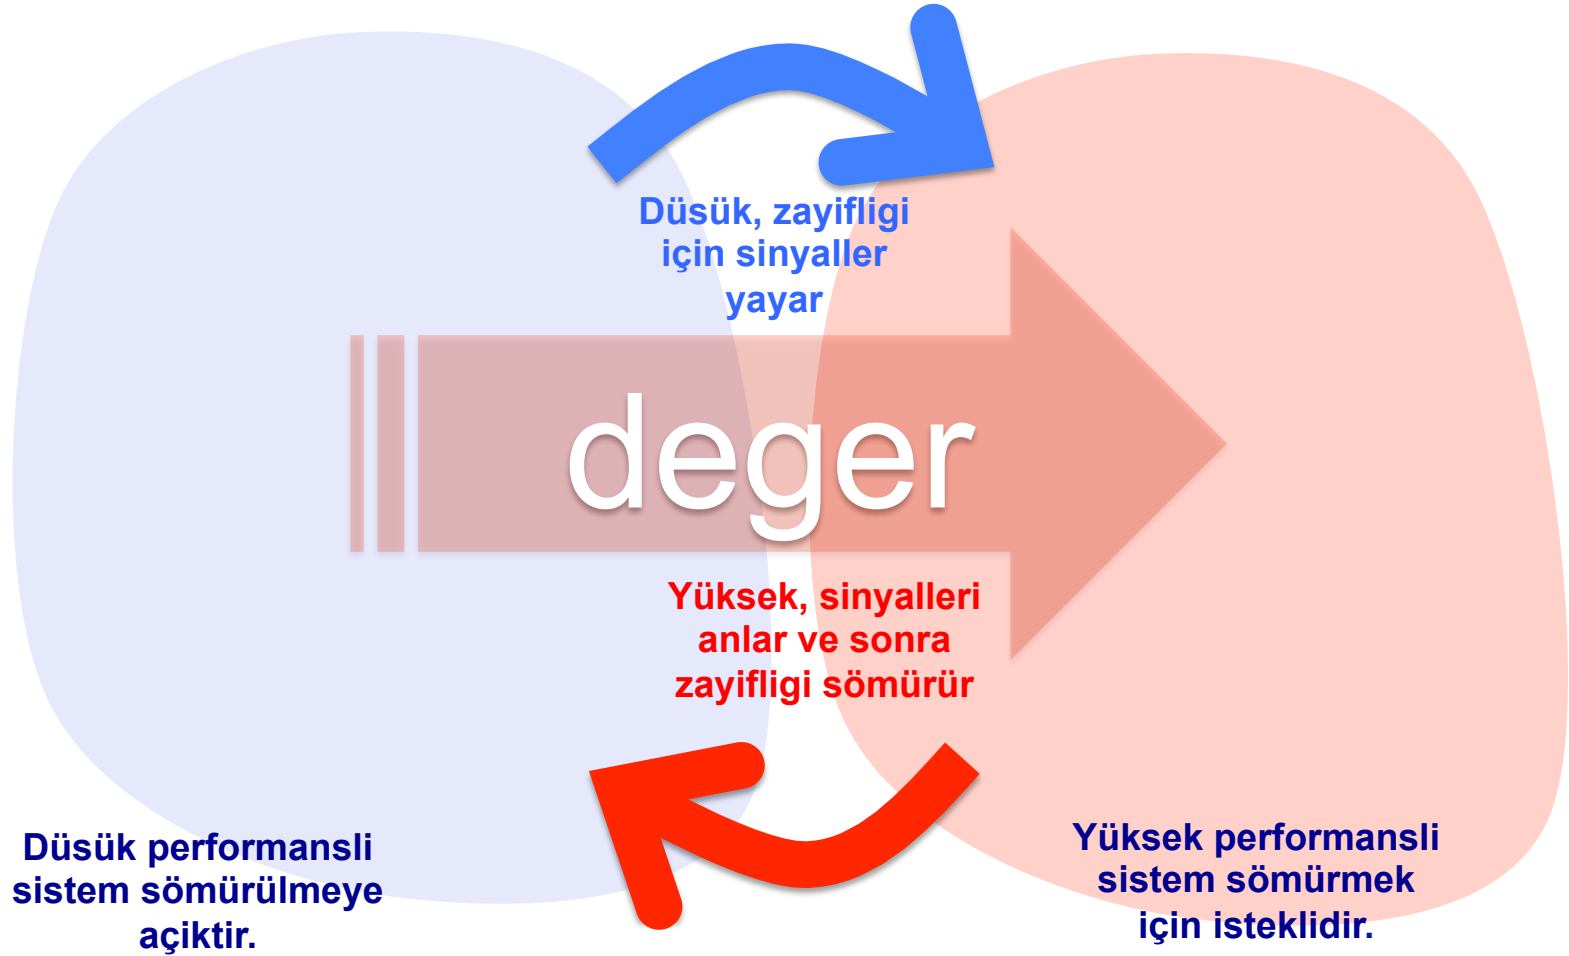 Düsük, zayifligi
için sinyaller
yayar
deger
Yüksek, sinyalleri
anlar ve sonra
zayifligi sömürür
Düsük performansli
sistem sömürülmeye
açiktir.
Yüksek performansli
sistem sömürmek
için isteklidir.